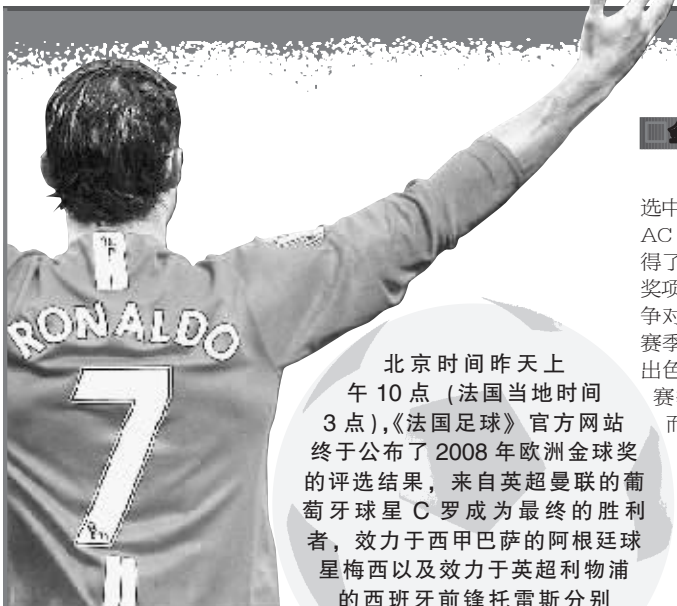 RONALDO
7
北京时间昨天上
午 10 点 (法国当地时间
3 点),《法国足球》官方网站
终于公布了 2008 年欧洲金球奖
的评选结果，来自英超曼联的葡
萄牙球星 C 罗成为最终的胜利
者，效力于西甲巴萨的阿根廷球
星梅西以及效力于英超利物浦
的西班牙前锋托雷斯分别
选中
AC
得了
奖项
争对
赛季
出色
赛
而